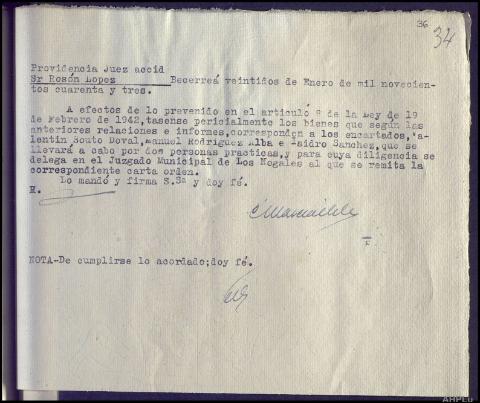 36
34
Providencia Juez accid
Sr Rosón Lopez Becerreá veintidos de Enero de mil novecien-
tos cuarenta y tres.
A efectos de lo prevenido en el articulo 8 de la Ley de 19
de Febrero de 1942, tasense pericialmente los bienes que según las
anteriores relaciones e informes, corresponden a los encartados, 'a-
lentin Souto Doval, Manuel Rodriguez Alba e Isidro Sanchez, que se
llevará a cabo por dos personas practicas, y para cuya diligencia se
delega en el Juzgado Municipal de Los Nogales al que se remita la
correspondiente carta orden.
Lo mandó y firma S.Sª y doy fé.
M.
NOTA-De cumplirse lo acordado;doy fé.
AHPLu